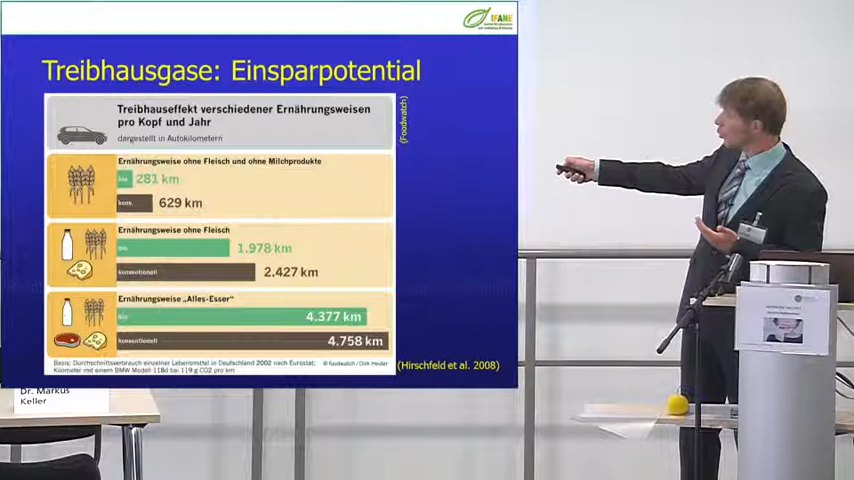 IFANE
Treibhausgase: Einsparpotential
Treibhauseffekt verschiedener Ernährungsweisen
pro Kopf und Jahr
dargestellt in Autokilometern
(Foodwatch)
Ernährungsweise ohne Fleisch und ohne Milchprodukte
bio 281 km
konv. 629 km
Ernährungsweise ohne Fleisch
bio 1.978 km
konventionell 2.427 km
Ernährungsweise „Alles-Esser“
bio 4.377 km
konventionell 4.758 km
Basis: Durchschnittsverbrauch einzelner Lebensmittel in Deutschland 2002 nach Eurostat, © foodwatch / Dirk Heider
Kilometer mit einem BMW Modell 118d bei 119 g CO2 pro km
(Hirschfeld et al. 2008)
Dr. Markus
Keller